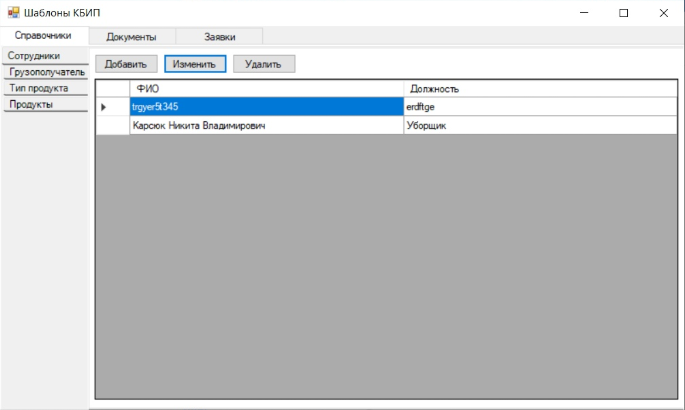 Шаблоны КБИП
Справочники Документы Заявки
Сотрудники
Грузополучатель
Тип продукта
Продукты
Добавить Изменить Удалить
ФИО Должность
trgyer5t345 erdftge
Карсюк Никита Владимирович Уборщик